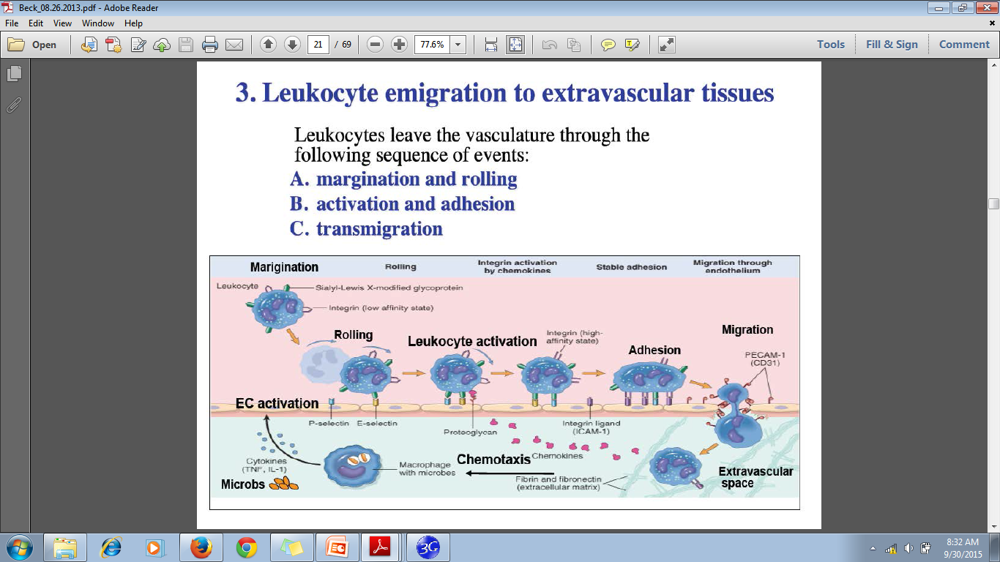 Beck_08.26.2013.pdf - Adobe Reader
File Edit View Window Help
Open 21 / 69 77.6% Tools Fill & Sign Comment
3. Leukocyte emigration to extravascular tissues
Leukocytes leave the vasculature through the
following sequence of events:
A. margination and rolling
B. activation and adhesion
C. transmigration
Marigination
Rolling
Integrin activation
by chemokines
Stable adhesion
Migration through
endothelium
Leukocyte
Sialyl-Lewis X-modified glycoprotein
Integrin (low affinity state)
Rolling
Leukocyte activation
Integrin (high-
affinity state)
Adhesion
Migration
PECAM-1
(CD31)
EC activation
P-selectin
E-selectin
Proteoglycan
Integrin ligand
(ICAM-1)
Cytokines
(TNF, IL-1)
Microbs
Macrophage
with microbes
Chemotaxis
Chemokines
Fibrin and fibronectin
(extracellular matrix)
Extravascular
space
3G
8:32 AM
9/30/2015